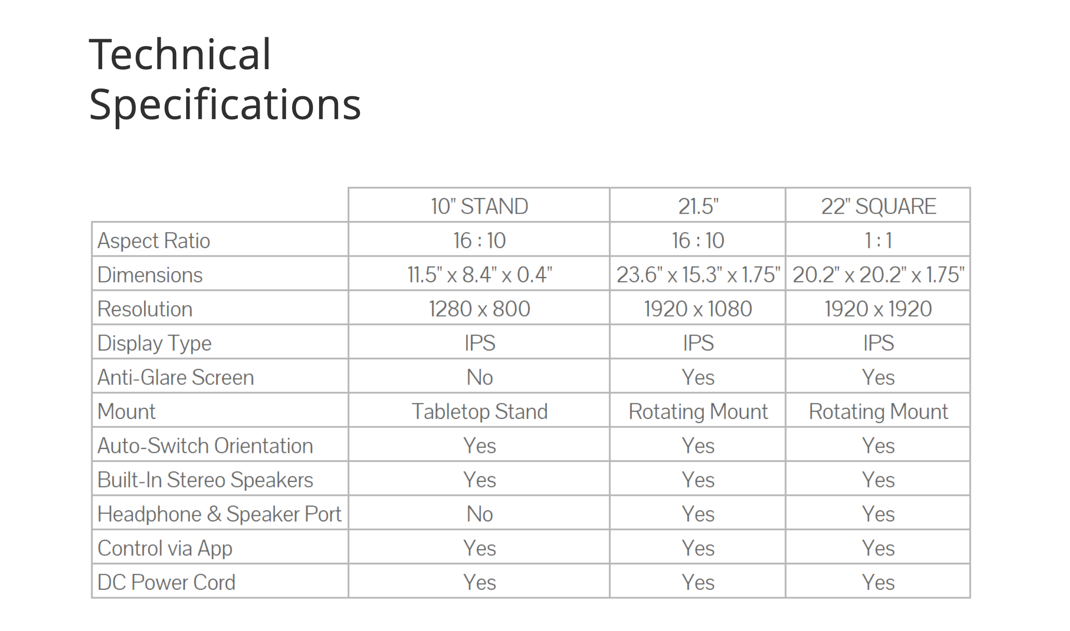 Technical
Specifications
10" STAND 21.5" 22" SQUARE
Aspect Ratio 16 : 10 16 : 10 1 : 1
Dimensions 11.5" x 8.4" x 0.4" 23.6" x 15.3" x 1.75" 20.2" x 20.2" x 1.75"
Resolution 1280 x 800 1920 x 1080 1920 x 1920
Display Type IPS IPS IPS
Anti-Glare Screen No Yes Yes
Mount Tabletop Stand Rotating Mount Rotating Mount
Auto-Switch Orientation Yes Yes Yes
Built-In Stereo Speakers Yes Yes Yes
Headphone & Speaker Port No Yes Yes
Control via App Yes Yes Yes
DC Power Cord Yes Yes Yes